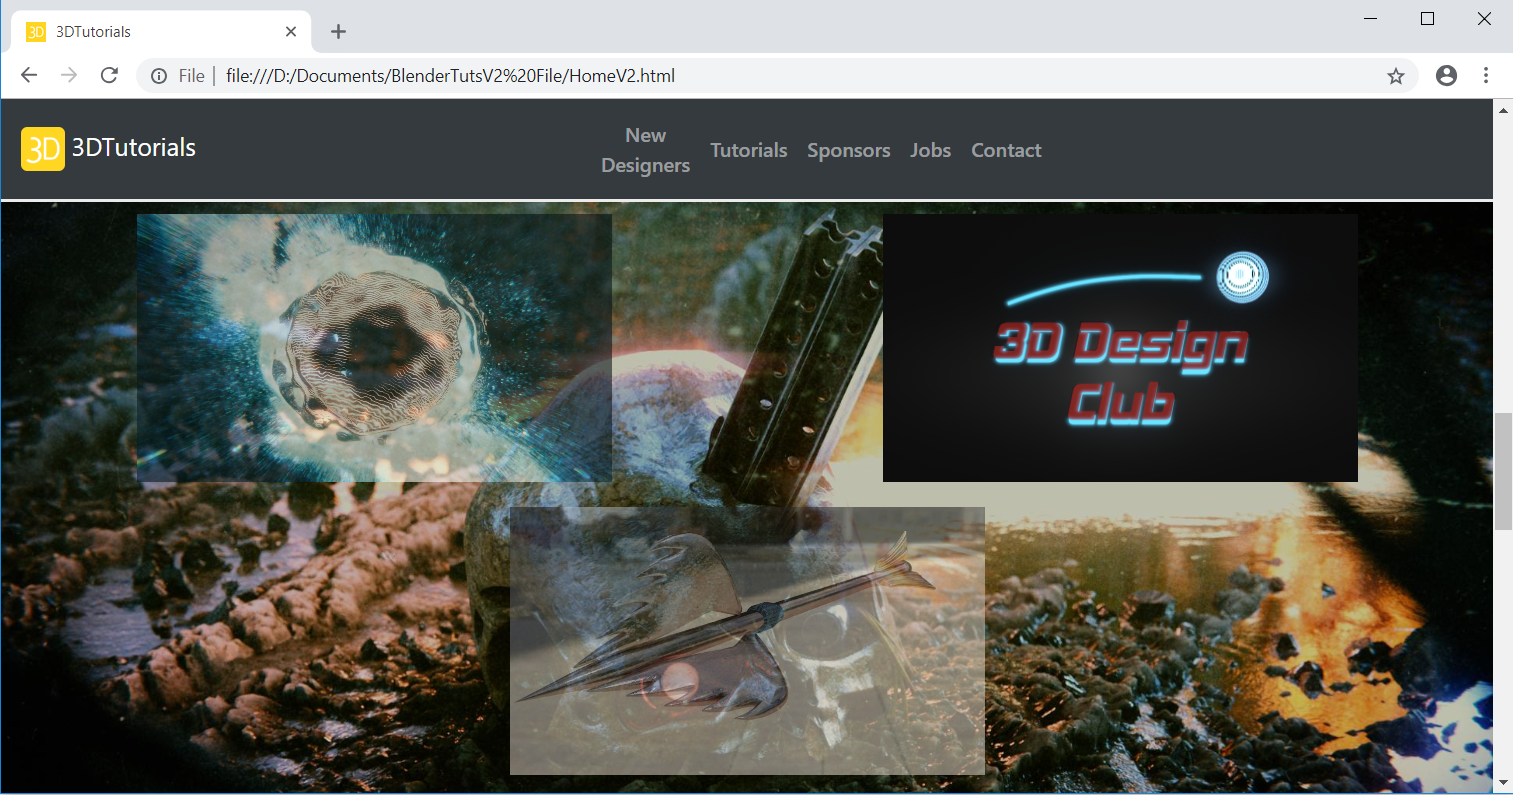 3D 3DTutorials
File file:///D:/Documents/BlenderTutsV2%20File/HomeV2.html
3D 3DTutorials
New
Designers
Tutorials Sponsors Jobs Contact
3D Design
Club